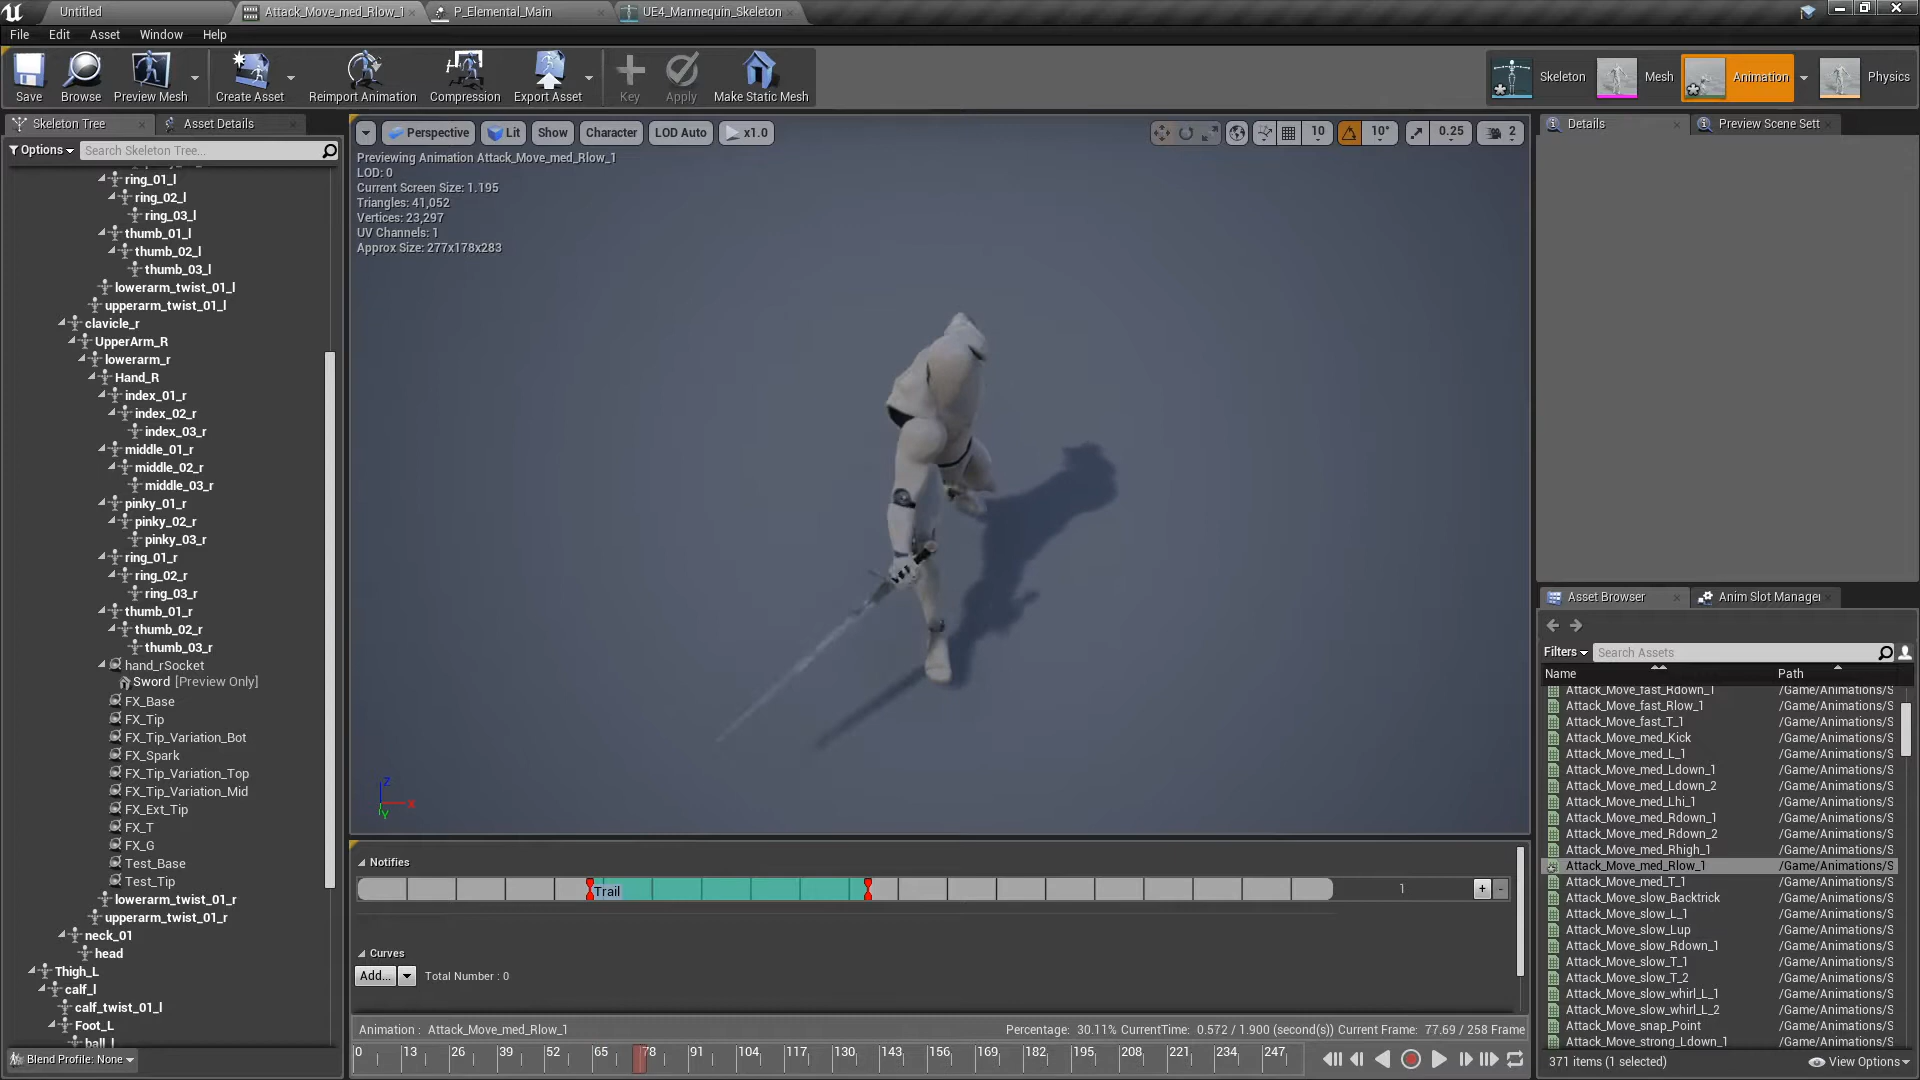 Untitled
Attack_Move_med_Rlow_1
P_Elemental_Main
UE4_Mannequin_Skeleton
File Edit Asset Window Help
Save
Browse
Preview Mesh
Create Asset
Reimport Animation
Compression
Export Asset
Key
Apply
Make Static Mesh
Skeleton
Mesh
Animation
Physics
Skeleton Tree
Asset Details
Options
Search Skeleton Tree...
ring_01_l
ring_02_l
ring_03_l
thumb_01_l
thumb_02_l
thumb_03_l
lowerarm_twist_01_l
upperarm_twist_01_l
clavicle_r
UpperArm_R
lowerarm_r
Hand_R
index_01_r
index_02_r
index_03_r
middle_01_r
middle_02_r
middle_03_r
pinky_01_r
pinky_02_r
pinky_03_r
ring_01_r
ring_02_r
ring_03_r
thumb_01_r
thumb_02_r
thumb_03_r
hand_rSocket
Sword [Preview Only]
FX_Base
FX_Tip
FX_Tip_Variation_Bot
FX_Spark
FX_Tip_Variation_Top
FX_Tip_Variation_Mid
FX_Ext_Tip
FX_T
FX_G
Test_Base
Test_Tip
lowerarm_twist_01_r
upperarm_twist_01_r
neck_01
head
Thigh_L
calf_l
calf_twist_01_l
Foot_L
ball_l
Blend Profile: None
Perspective Lit Show Character LOD Auto x1.0
10 10° 0.25 2
Previewing Animation Attack_Move_med_Rlow_1
LOD: 0
Current Screen Size: 1.195
Triangles: 41,052
Vertices: 23,297
UV Channels: 1
Approx Size: 277x178x283
Z
X
Y
Notifies
Trail
1 + -
Curves
Add... Total Number : 0
Animation : Attack_Move_med_Rlow_1
Percentage: 30.11% CurrentTime: 0.572 / 1.900 (second(s)) Current Frame: 77.69 / 258 Frame
0 13 26 39 52 65 78 91 104 117 130 143 156 169 182 195 208 221 234 247
Details
Preview Scene Sett
Asset Browser
Anim Slot Manager
Filters
Search Assets
Name Path
Attack_Move_fast_Rdown_1 /Game/Animations/S
Attack_Move_fast_Rlow_1 /Game/Animations/S
Attack_Move_fast_T_1 /Game/Animations/S
Attack_Move_med_Kick /Game/Animations/S
Attack_Move_med_L_1 /Game/Animations/S
Attack_Move_med_Ldown_1 /Game/Animations/S
Attack_Move_med_Ldown_2 /Game/Animations/S
Attack_Move_med_Lhi_1 /Game/Animations/S
Attack_Move_med_Rdown_1 /Game/Animations/S
Attack_Move_med_Rdown_2 /Game/Animations/S
Attack_Move_med_Rhigh_1 /Game/Animations/S
Attack_Move_med_Rlow_1 /Game/Animations/S
Attack_Move_med_T_1 /Game/Animations/S
Attack_Move_slow_Backtrick /Game/Animations/S
Attack_Move_slow_L_1 /Game/Animations/S
Attack_Move_slow_Lup /Game/Animations/S
Attack_Move_slow_Rdown_1 /Game/Animations/S
Attack_Move_slow_T_1 /Game/Animations/S
Attack_Move_slow_T_2 /Game/Animations/S
Attack_Move_slow_whirl_L_1 /Game/Animations/S
Attack_Move_slow_whirl_L_2 /Game/Animations/S
Attack_Move_snap_Point /Game/Animations/S
Attack_Move_strong_Ldown_1 /Game/Animations/S
371 items (1 selected)
View Options